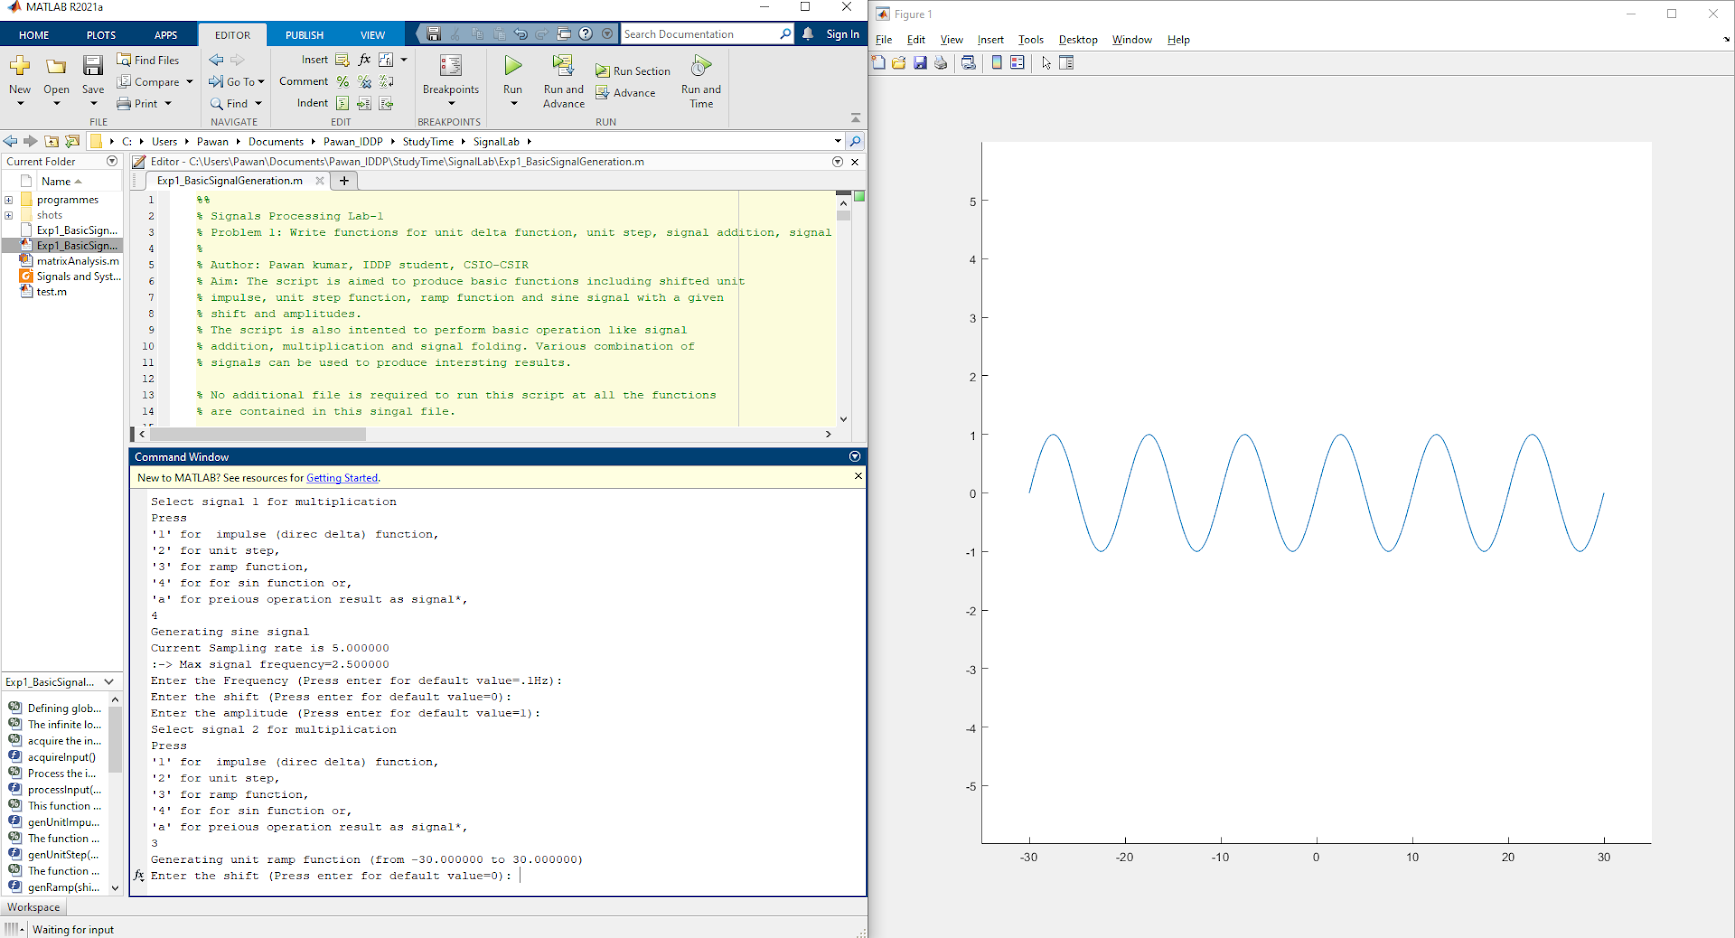 MATLAB R2021a
HOME PLOTS APPS EDITOR PUBLISH VIEW Search Documentation Sign In
New Open Save Find Files Compare Print
FILE
Go To Find
NAVIGATE
Insert fx
Comment
Indent
EDIT
Breakpoints
BREAKPOINTS
Run Run and Advance Run Section Advance Run and Time
RUN
C: Users Pawan Documents Pawan_IDDP StudyTime SignalLab
Current Folder
Name
programmes
shots
Exp1_BasicSign...
Exp1_BasicSign...
matrixAnalysis.m
Signals and Syst...
test.m
Exp1_BasicSignal...
Defining glob...
The infinite lo...
acquire the in...
acquireInput()
Process the i...
processInput(...
This function ...
genUnitImpu...
The function ...
genUnitStep(...
The function ...
genRamp(shi...
Workspace
Waiting for input
Editor - C:\Users\Pawan\Documents\Pawan_IDDP\StudyTime\SignalLab\Exp1_BasicSignalGeneration.m
Exp1_BasicSignalGeneration.m
1 %%
2 % Signals Processing Lab-1
3 % Problem 1: Write functions for unit delta function, unit step, signal addition, signal
4 %
5 % Author: Pawan kumar, IDDP student, CSIO-CSIR
6 % Aim: The script is aimed to produce basic functions including shifted unit
7 % impulse, unit step function, ramp function and sine signal with a given
8 % shift and amplitudes.
9 % The script is also intented to perform basic operation like signal
10 % addition, multiplication and signal folding. Various combination of
11 % signals can be used to produce intersting results.
12
13 % No additional file is required to run this script at all the functions
14 % are contained in this singal file.
Command Window
New to MATLAB? See resources for Getting Started.
Select signal 1 for multiplication
Press
'1' for  impulse (direc delta) function,
'2' for unit step,
'3' for ramp function,
'4' for for sin function or,
'a' for preious operation result as signal*,
4
Generating sine signal
Current Sampling rate is 5.000000
:-> Max signal frequency=2.500000
Enter the Frequency (Press enter for default value=.1Hz):
Enter the shift (Press enter for default value=0):
Enter the amplitude (Press enter for default value=1):
Select signal 2 for multiplication
Press
'1' for  impulse (direc delta) function,
'2' for unit step,
'3' for ramp function,
'4' for for sin function or,
'a' for preious operation result as signal*,
3
Generating unit ramp function (from -30.000000 to 30.000000)
fx Enter the shift (Press enter for default value=0):
Figure 1
File Edit View Insert Tools Desktop Window Help
5
4
3
2
1
0
-1
-2
-3
-4
-5
-30 -20 -10 0 10 20 30